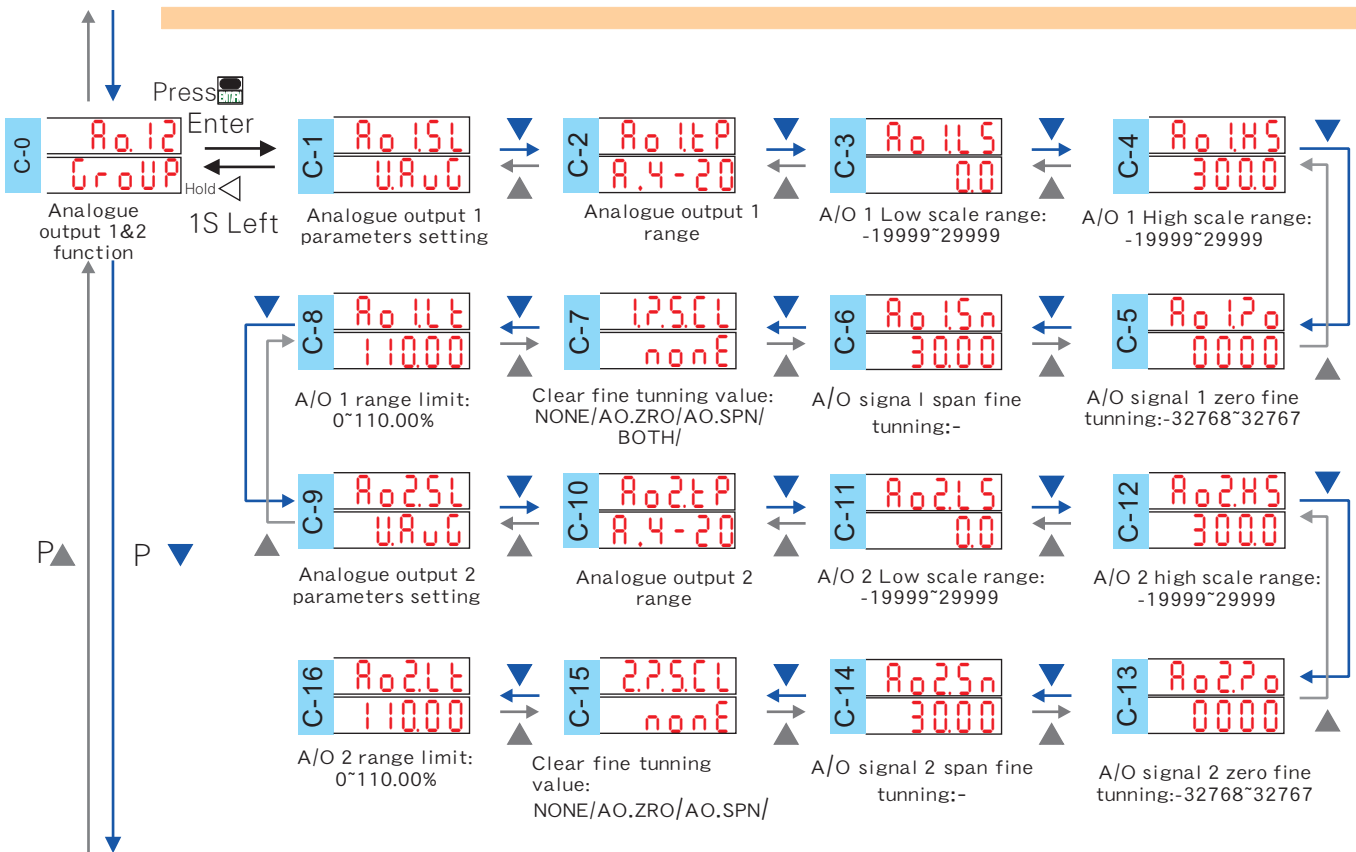 Press
ENTER
Enter
Hold
1S Left
C-0
Ao.12
GroUP
Analogue
output 1&2
function
C-1
Ao1.SL
U.AvG
Analogue output 1
parameters setting
C-2
Ao1.tP
A.4-20
Analogue output 1
range
C-3
Ao1.LS
0.0
A/O 1 Low scale range:
-19999~29999
C-4
Ao1.HS
300.0
A/O 1 High scale range:
-19999~29999
C-8
Ao1.Lt
110.00
A/O 1 range limit:
0~110.00%
C-7
1.2.S.CL
nonE
Clear fine tunning value:
NONE/AO.ZRO/AO.SPN/
BOTH/
C-6
Ao1.Sn
30.00
A/O signa l span fine
tunning:-
C-5
Ao1.2o
0000
A/O signal 1 zero fine
tunning:-32768~32767
C-9
Ao2.SL
U.AvG
Analogue output 2
parameters setting
C-10
Ao2.tP
A.4-20
Analogue output 2
range
C-11
Ao2.LS
0.0
A/O 2 Low scale range:
-19999~29999
C-12
Ao2.HS
300.0
A/O 2 high scale range:
-19999~29999
P
P
C-16
Ao2.Lt
110.00
A/O 2 range limit:
0~110.00%
C-15
2.2.S.CL
nonE
Clear fine tunning
value:
NONE/AO.ZRO/AO.SPN/
C-14
Ao2.Sn
30.00
A/O signal 2 span fine
tunning:-
C-13
Ao2.2o
0000
A/O signal 2 zero fine
tunning:-32768~32767